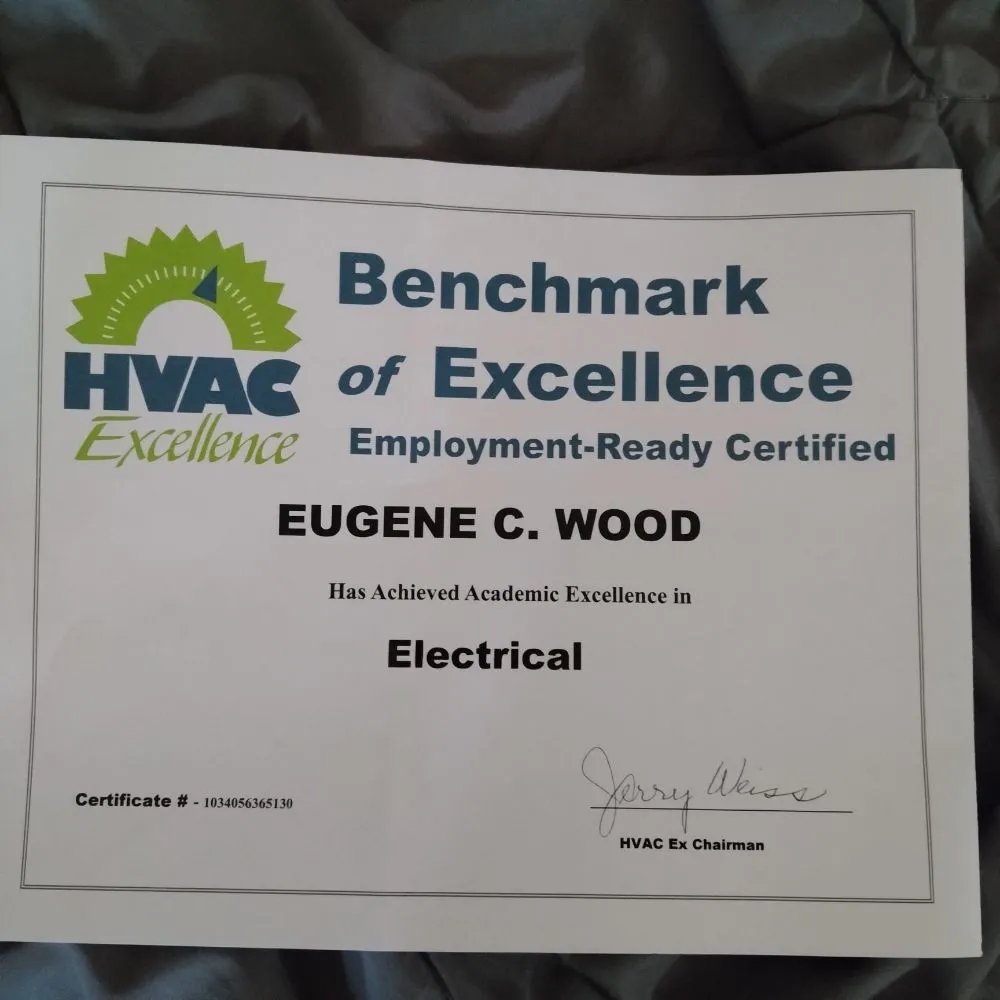 HVAC
Excellence
Benchmark
of Excellence
Employment-Ready Certified
EUGENE C. WOOD
Has Achieved Academic Excellence in
Electrical
Certificate # - 1034056365130
Jerry Weiss
HVAC Ex Chairman